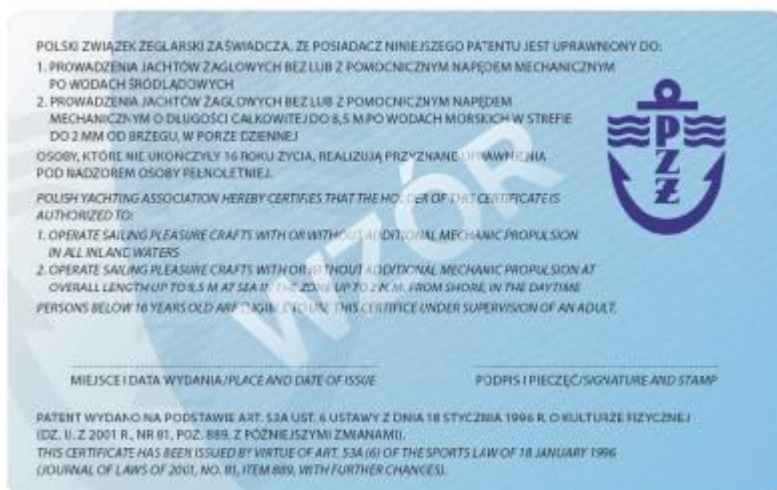 POLSKI ZWIĄZEK ŻEGLARSKI ZAŚWIADCZA, ŻE POSIADACZ NINIEJSZEGO PATENTU JEST UPRAWNIONY DO:
1. PROWADZENIA JACHTÓW ŻAGLOWYCH BEZ LUB Z POMOCNICZNYM NAPĘDEM MECHANICZNYM
PO WODACH ŚRÓDLĄDOWYCH
2. PROWADZENIA JACHTÓW ŻAGLOWYCH BEZ LUB Z POMOCNICZNYM NAPĘDEM
MECHANICZNYM O DŁUGOŚCI CAŁKOWITEJ DO 8,5 M PO WODACH MORSKICH W STREFIE
DO 2 MM OD BRZEGU, W PORZE DZIENNEJ
OSOBY, KTÓRE NIE UKOŃCZYŁY 16 ROKU ŻYCIA, REALIZUJĄ PRZYZNANE UPRAWNIENIA
POD NADZOREM OSOBY PEŁNOLETNIEJ.
POLISH YACHTING ASSOCIATION HEREBY CERTIFIES THAT THE HOLDER OF THIS CERTIFICATE IS
AUTHORIZED TO:
1. OPERATE SAILING PLEASURE CRAFTS WITH OR WITHOUT ADDITIONAL MECHANIC PROPULSION
IN ALL INLAND WATERS
2. OPERATE SAILING PLEASURE CRAFTS WITH OR WITHOUT ADDITIONAL MECHANIC PROPULSION AT
OVERALL LENGTH UP TO 8,5 M AT SEA IN THE ZONE UP TO 2 N.M. FROM SHORE, IN THE DAYTIME
PERSONS BELOW 16 YEARS OLD ARE ELIGIBLE TO USE THIS CERTIFICE UNDER SUPERVISION OF AN ADULT.
PZŻ
WZÓR
MIEJSCE I DATA WYDANIA/PLACE AND DATE OF ISSUE
PODPIS I PIECZĘĆ/SIGNATURE AND STAMP
PATENT WYDANO NA PODSTAWIE ART. 53A UST. 6 USTAWY Z DNIA 18 STYCZNIA 1996 R. O KULTURZE FIZYCZNEJ
(DZ. U. Z 2001 R., NR 81, POZ. 889, Z PÓŹNIEJSZYMI ZMIANAMI).
THIS CERTIFICATE HAS BEEN ISSUED BY VIRTUE OF ART. 53A (6) OF THE SPORTS LAW OF 18 JANUARY 1996
(JOURNAL OF LAWS OF 2001, NO. 81, ITEM 889, WITH FURTHER CHANGES).